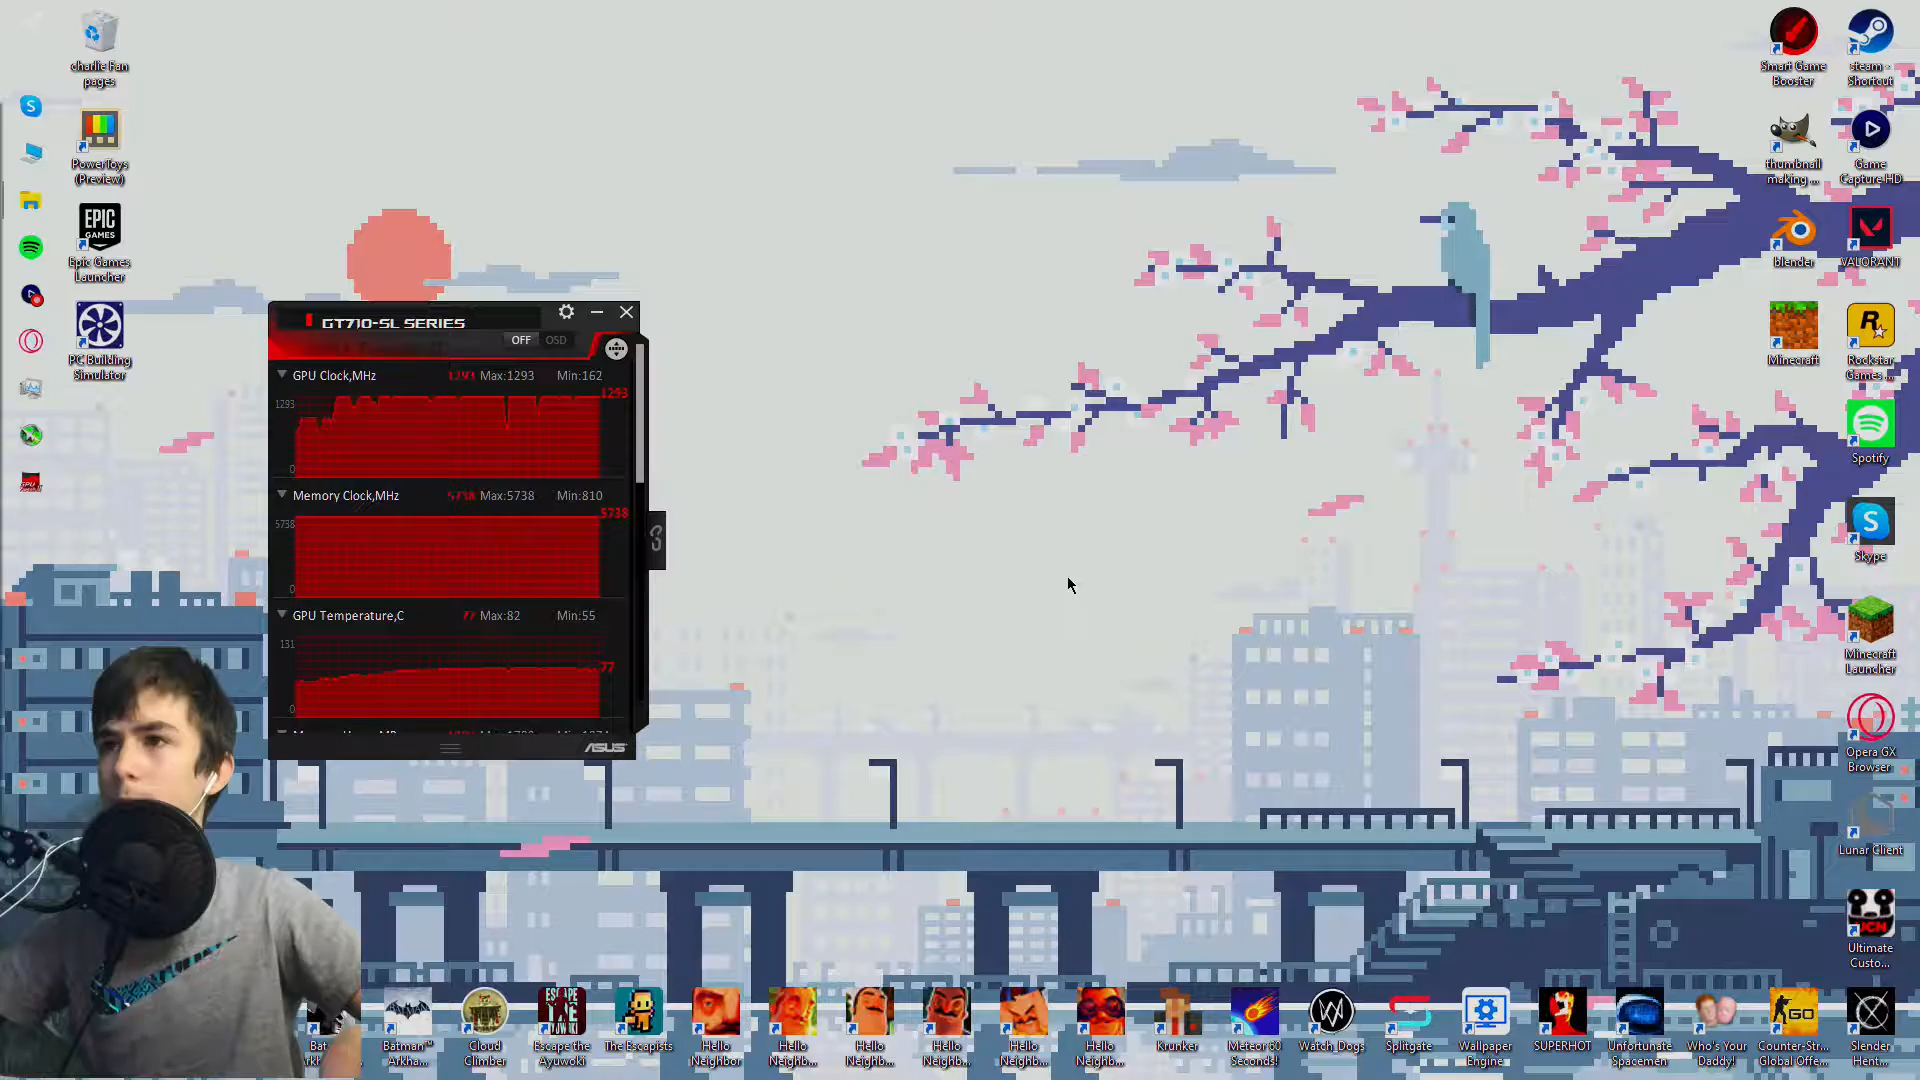 charlie Fan
pages
PowerToys
(Preview)
EPIC
GAMES
Epic Games
Launcher
PC Building
Simulator
GT710-SL SERIES
OFF OSD
GPU Clock,MHz 1293 Max:1293 Min:162
1293
1293
0
Memory Clock,MHz 5738 Max:5738 Min:810
5738
5738
0
GPU Temperature,C 77 Max:82 Min:55
131
77
0
ASUS
Smart Game
Booster
steam -
Shortcut
thumbnail
making ...
Game
Capture HD
blender
VALORANT
Minecraft
Rockstar
Games ...
Spotify
Skype
Minecraft
Launcher
Opera GX
Browser
Lunar Client
UCN
Ultimate
Custo...
Bat
Batman™
Arkha...
Cloud
Climber
Escape the
Ayuwoki
The Escapists
Hello
Neighbor
Hello
Neighb...
Hello
Neighb...
Hello
Neighb...
Hello
Neighb...
Hello
Neighb...
Krunker
Meteor 60
Seconds!
Watch_Dogs
Splitgate
Wallpaper
Engine
SUPERHOT
Unfortunate
Spacemen
Who's Your
Daddy!
GO
Counter-Str...
Global Offe...
Slender
Hent...